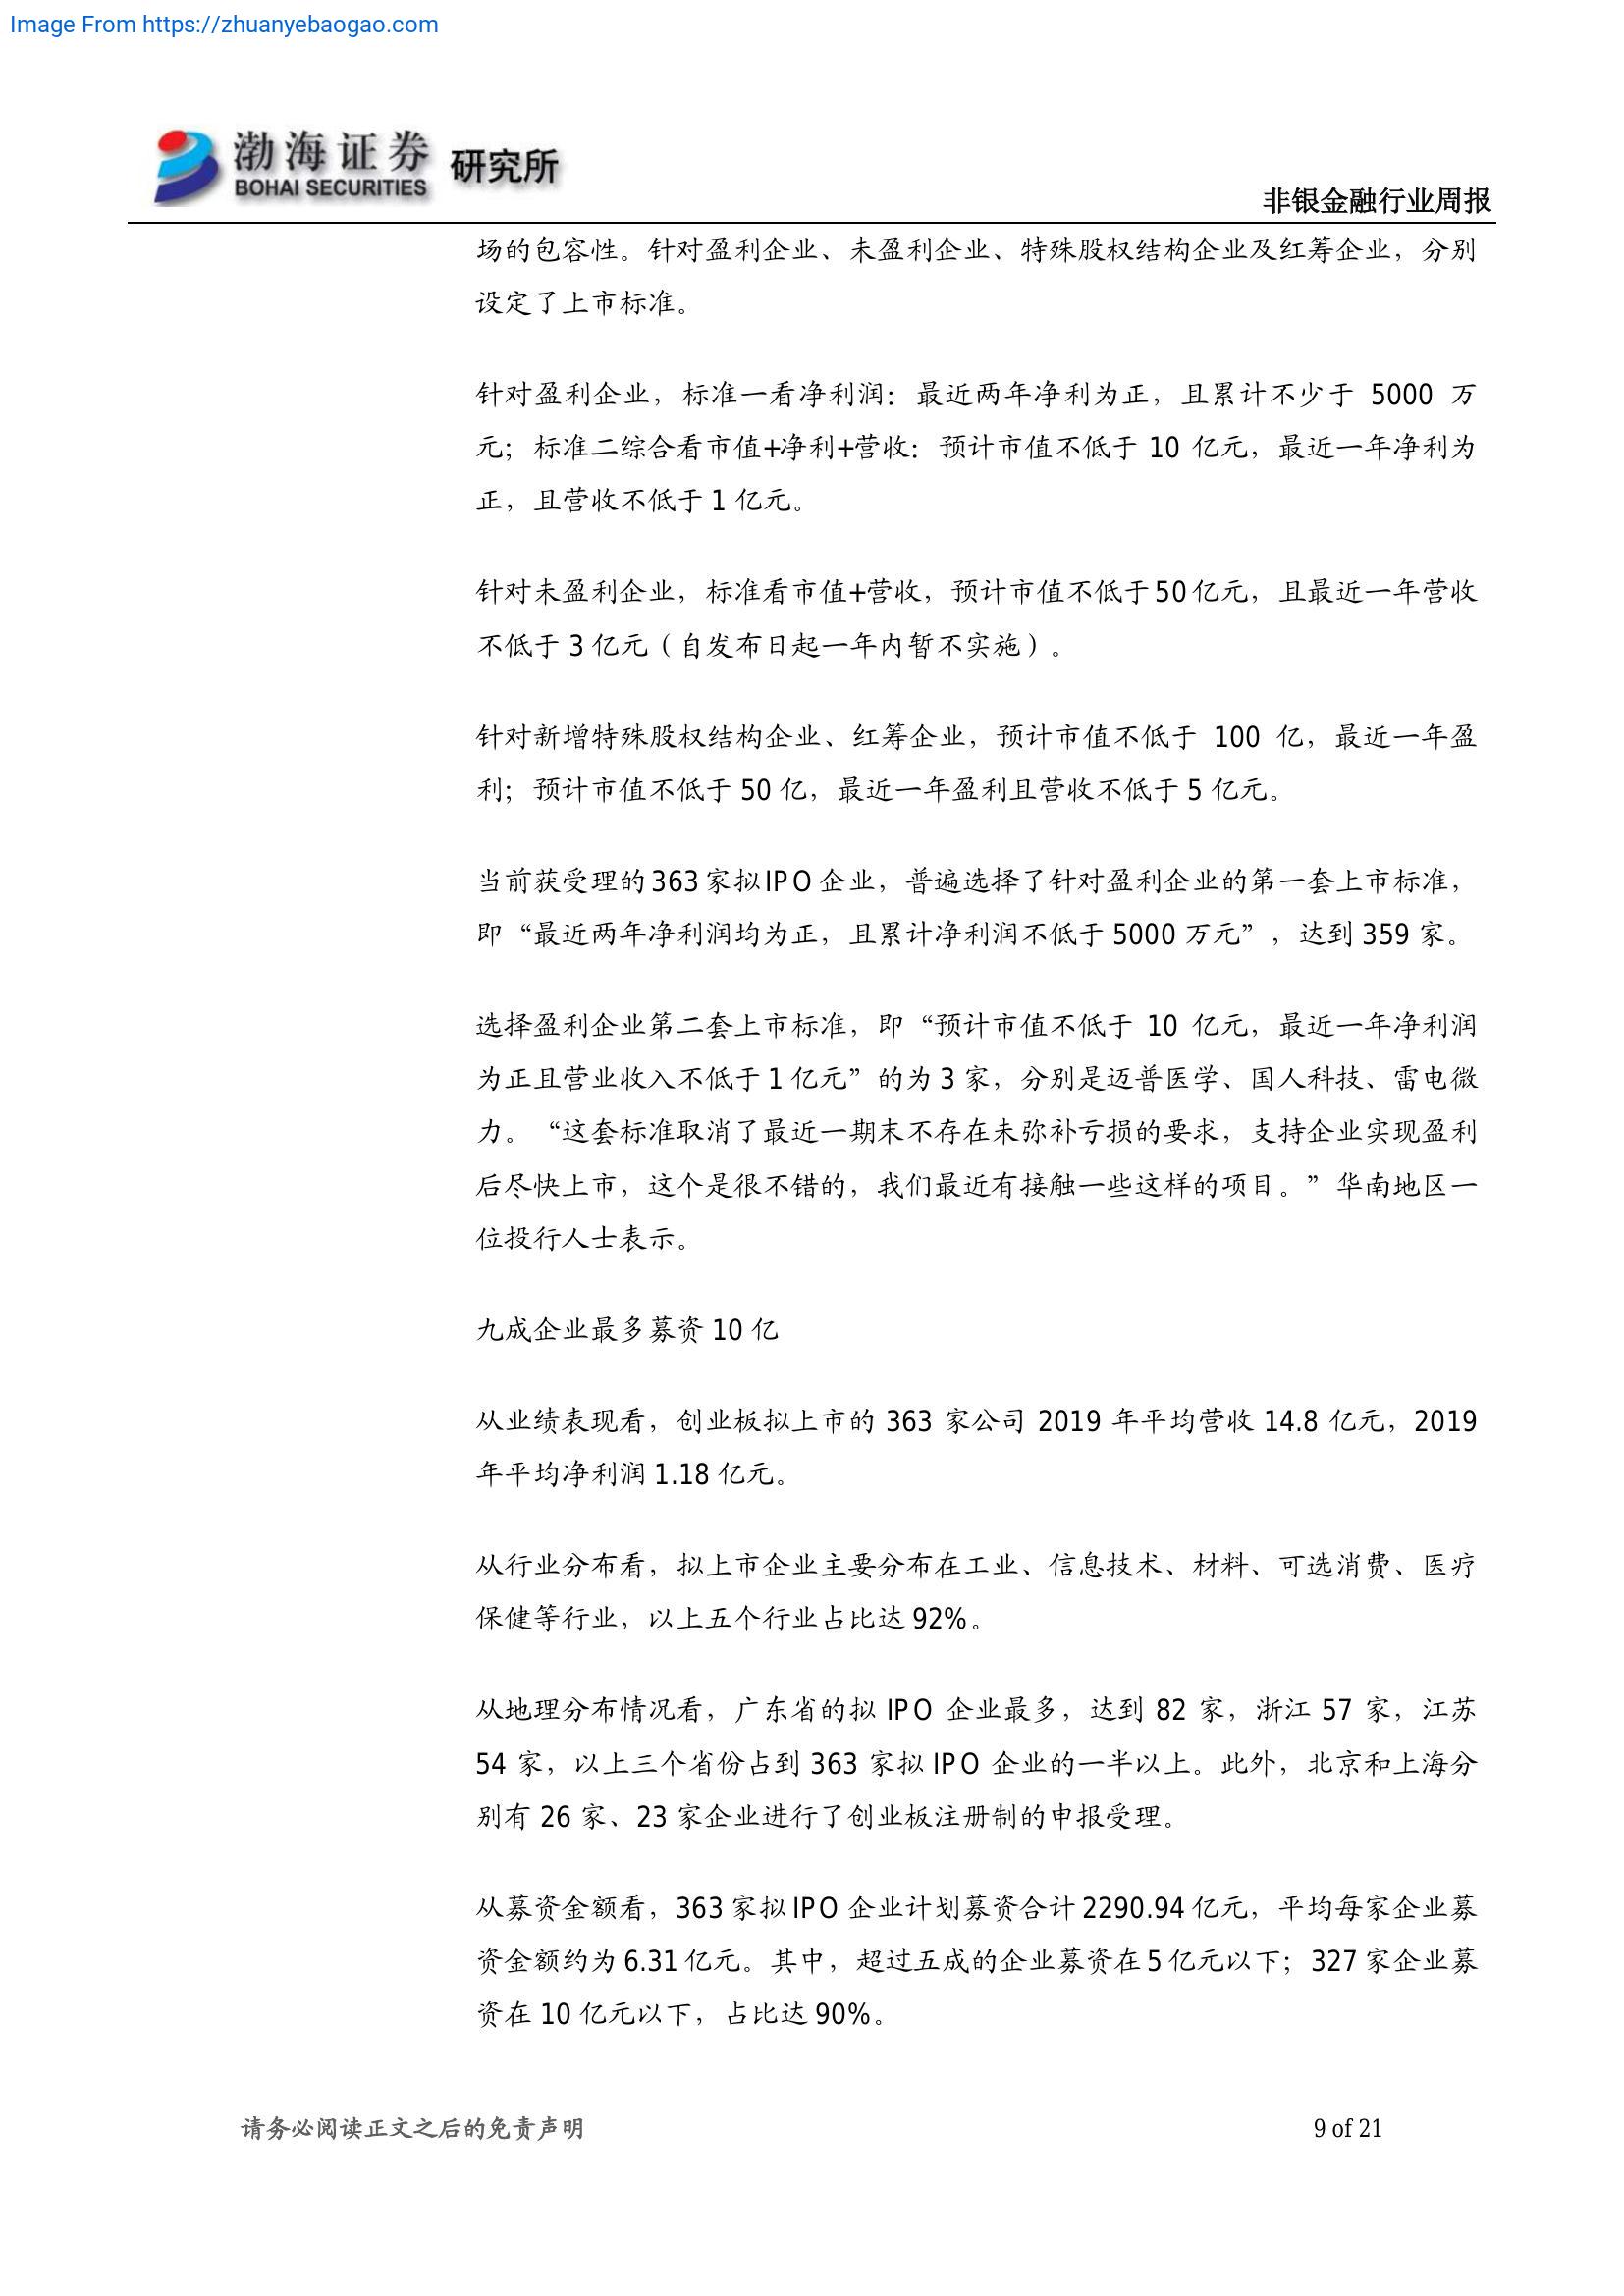 Image From https://zhuanyebaogao.com
渤海证券 研究所
BOHAI SECURITIES
非银金融行业周报
场的包容性。针对盈利企业、未盈利企业、特殊股权结构企业及红筹企业，分别
设定了上市标准。
针对盈利企业，标准一看净利润：最近两年净利为正，且累计不少于 5000 万
元；标准二综合看市值+净利+营收：预计市值不低于 10 亿元，最近一年净利为
正，且营收不低于 1 亿元。
针对未盈利企业，标准看市值+营收，预计市值不低于 50 亿元，且最近一年营收
不低于 3 亿元（自发布日起一年内暂不实施）。
针对新增特殊股权结构企业、红筹企业，预计市值不低于 100 亿，最近一年盈
利；预计市值不低于 50 亿，最近一年盈利且营收不低于 5 亿元。
当前获受理的 363 家拟 IPO 企业，普遍选择了针对盈利企业的第一套上市标准，
即“最近两年净利润均为正，且累计净利润不低于 5000 万元”，达到 359 家。
选择盈利企业第二套上市标准，即“预计市值不低于 10 亿元，最近一年净利润
为正且营业收入不低于 1 亿元”的为 3 家，分别是迈普医学、国人科技、雷电微
力。“这套标准取消了最近一期末不存在未弥补亏损的要求，支持企业实现盈利
后尽快上市，这个是很不错的，我们最近有接触一些这样的项目。”华南地区一
位投行人士表示。
九成企业最多募资 10 亿
从业绩表现看，创业板拟上市的 363 家公司 2019 年平均营收 14.8 亿元，2019
年平均净利润 1.18 亿元。
从行业分布看，拟上市企业主要分布在工业、信息技术、材料、可选消费、医疗
保健等行业，以上五个行业占比达 92%。
从地理分布情况看，广东省的拟 IPO 企业最多，达到 82 家，浙江 57 家，江苏
54 家，以上三个省份占到 363 家拟 IPO 企业的一半以上。此外，北京和上海分
别有 26 家、23 家企业进行了创业板注册制的申报受理。
从募资金额看，363 家拟 IPO 企业计划募资合计 2290.94 亿元，平均每家企业募
资金额约为 6.31 亿元。其中，超过五成的企业募资在 5 亿元以下；327 家企业募
资在 10 亿元以下，占比达 90%。
请务必阅读正文之后的免责声明
9 of 21